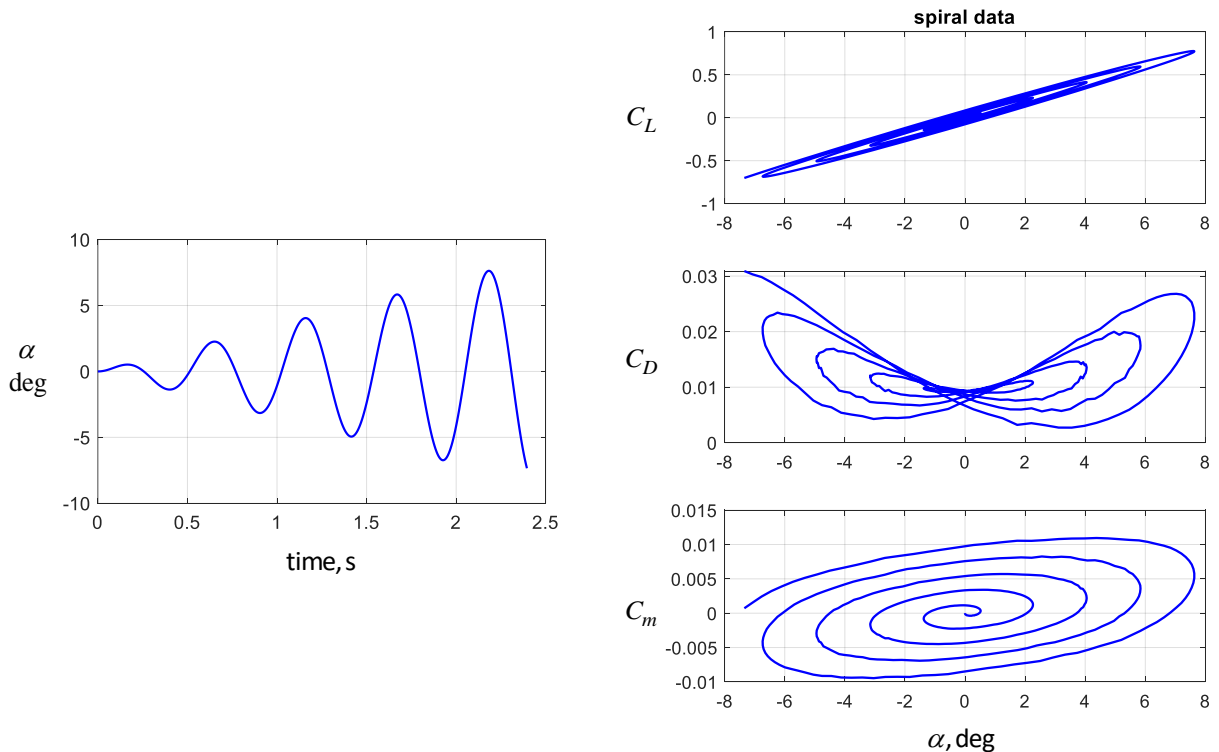 10
5
0
-5
-10
α
deg
0 0.5 1 1.5 2 2.5
time, s
spiral data
1
0.5
0
-0.5
-1
C_L
-8 -6 -4 -2 0 2 4 6 8
0.03
0.02
0.01
0
C_D
-8 -6 -4 -2 0 2 4 6 8
0.015
0.01
0.005
0
-0.005
-0.01
C_m
-8 -6 -4 -2 0 2 4 6 8
α, deg